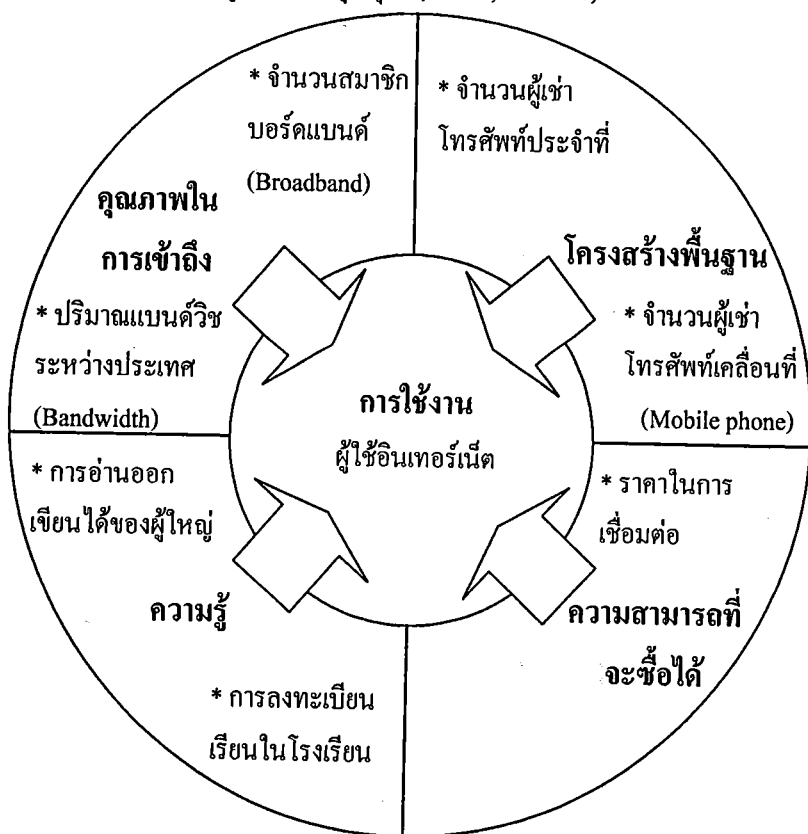 * จำนวนสมาชิก
บอร์ดแบนด์
(Broadband)
คุณภาพใน
การเข้าถึง
* ปริมาณแบนด์วิช
ระหว่างประเทศ
(Bandwidth)
* จำนวนผู้เช่า
โทรศัพท์ประจำที่
โครงสร้างพื้นฐาน
* จำนวนผู้เช่า
โทรศัพท์เคลื่อนที่
(Mobile phone)
การใช้งาน
ผู้ใช้อินเทอร์เน็ต
* การอ่านออก
เขียนได้ของผู้ใหญ่
ความรู้
* การลงทะเบียน
เรียนในโรงเรียน
* ราคาในการ
เชื่อมต่อ
ความสามารถที่
จะซื้อได้